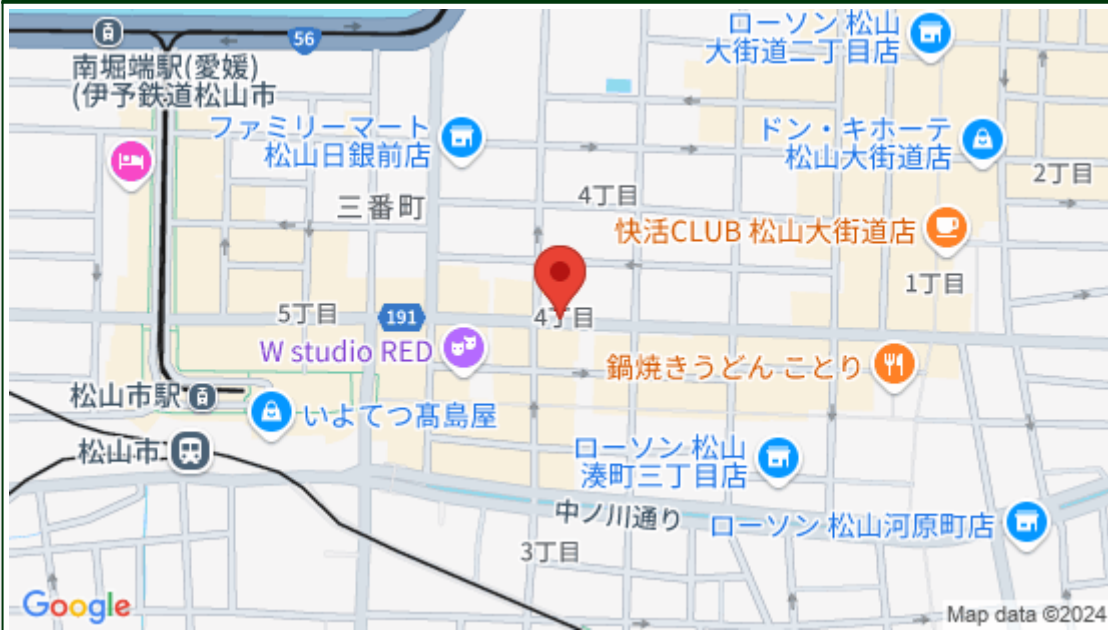 ローソン 松山
大街道二丁目店
56
南堀端駅(愛媛)
(伊予鉄道松山市
ファミリーマート
松山日銀前店
ドン・キホーテ
松山大街道店
2丁目
4丁目
三番町
快活CLUB 松山大街道店
1丁目
5丁目
191
4丁目
W studio RED
鍋焼きうどん ことり
松山市駅
いよてつ髙島屋
松山市
ローソン 松山
湊町三丁目店
中ノ川通り
ローソン 松山河原町店
3丁目
Google
Map data ©2024